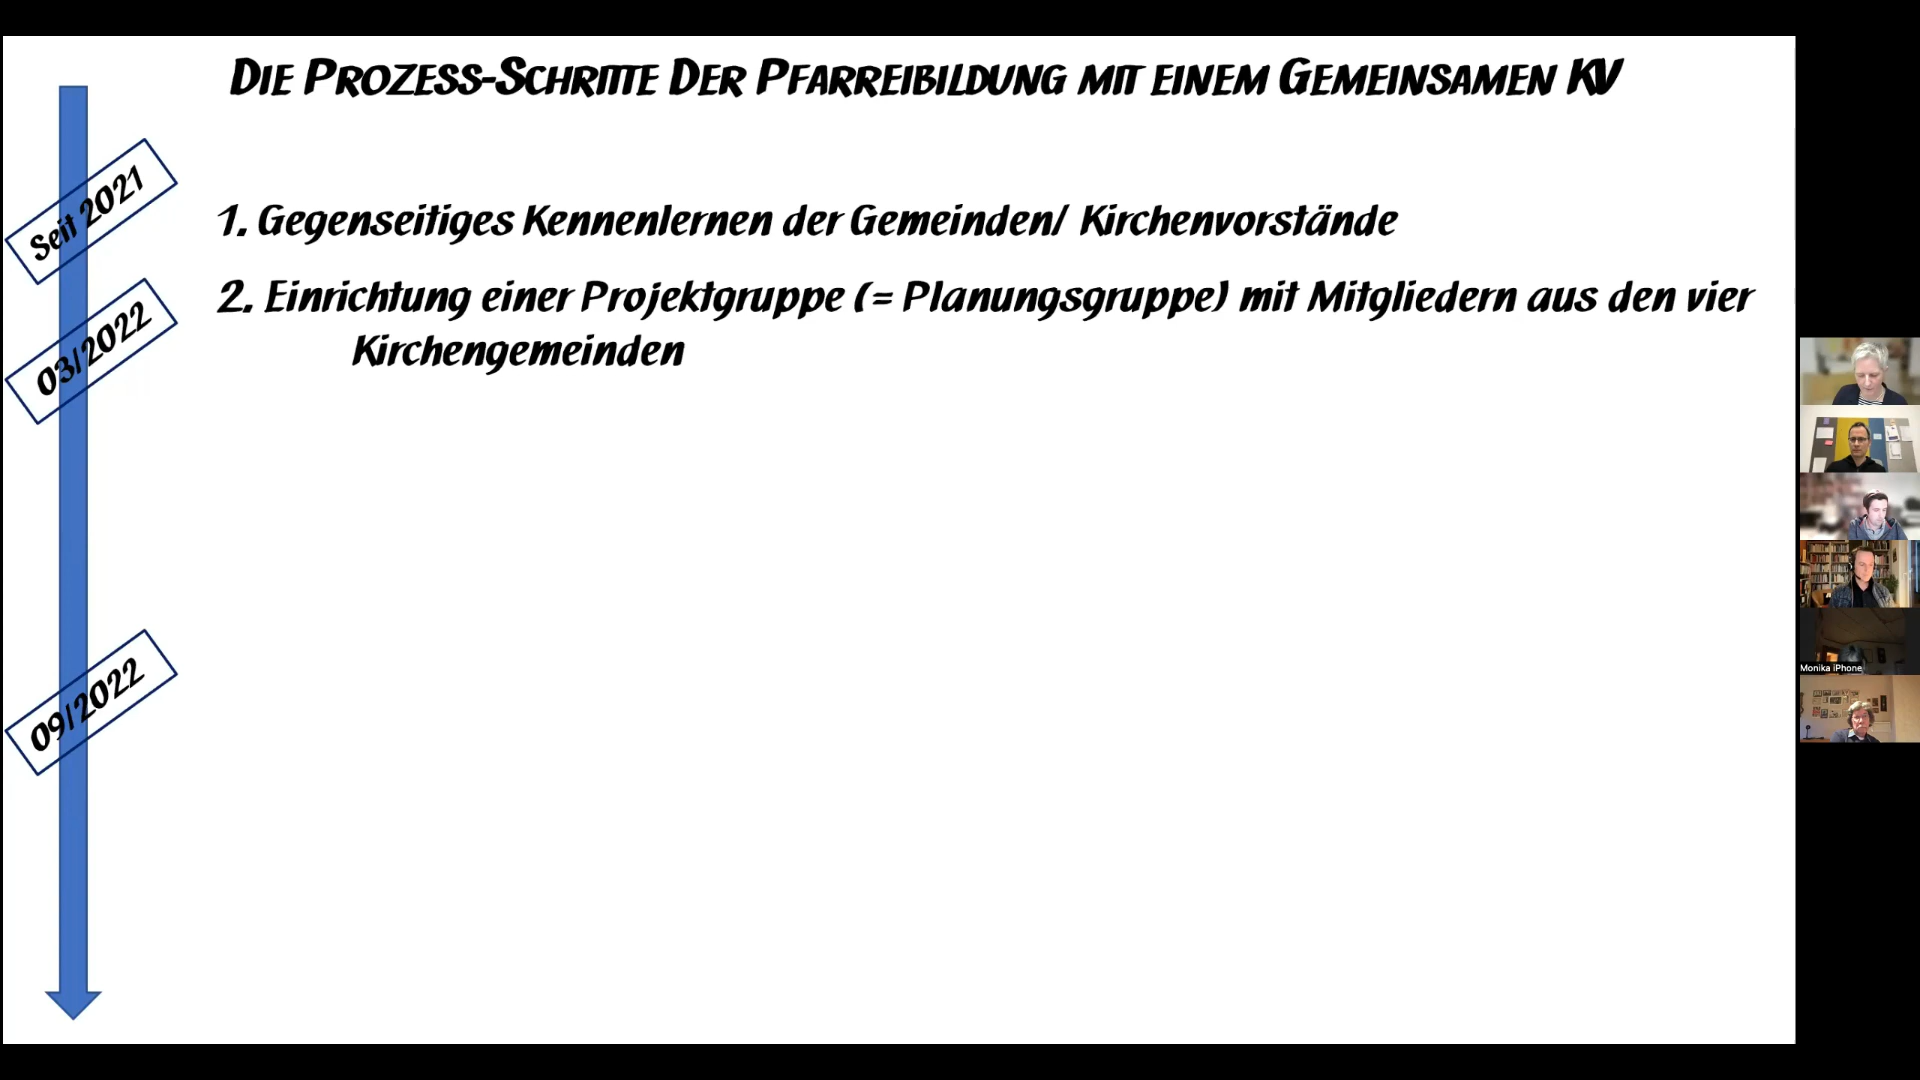 Die Prozess-Schritte Der Pfarreibildung mit einem Gemeinsamen KV
Seit 2021
1. Gegenseitiges Kennenlernen der Gemeinden/ Kirchenvorstände
03/2022
2. Einrichtung einer Projektgruppe (= Planungsgruppe) mit Mitgliedern aus den vier
Kirchengemeinden
09/2022
Monika iPhone